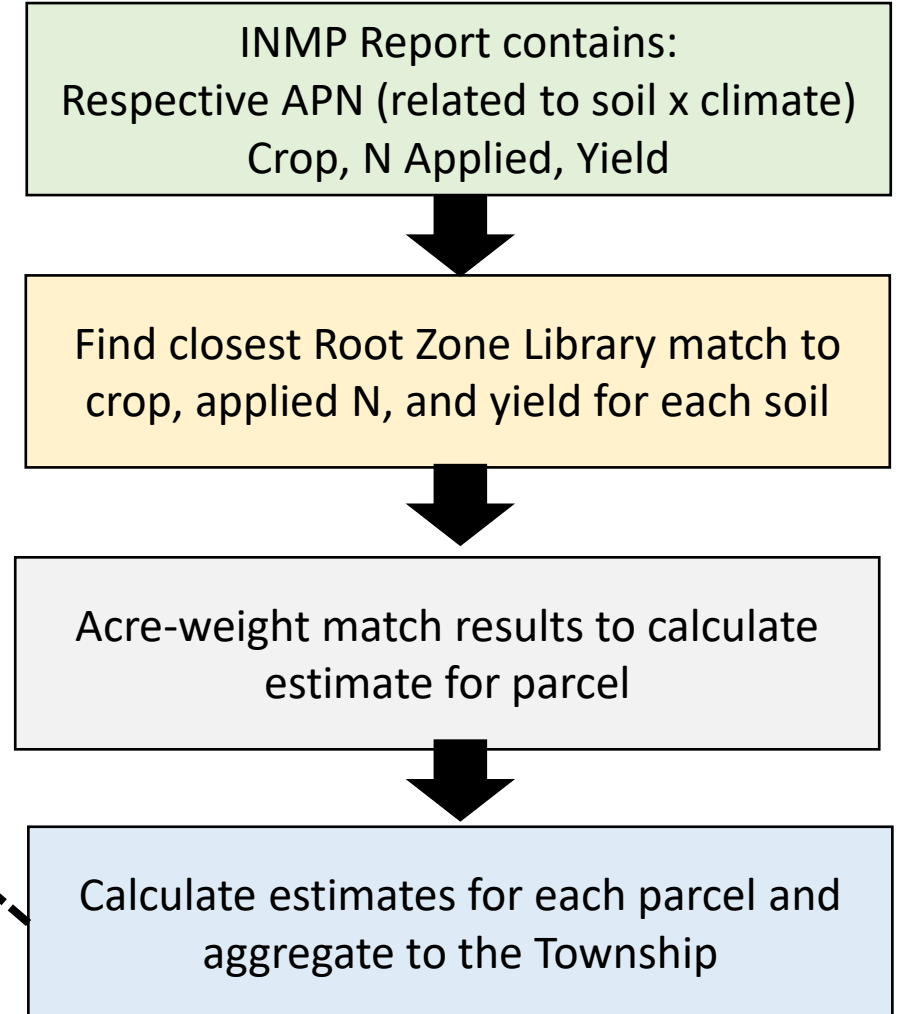 INMP Report contains:
Respective APN (related to soil x climate)
Crop, N Applied, Yield
Find closest Root Zone Library match to
crop, applied N, and yield for each soil
Acre-weight match results to calculate
estimate for parcel
Calculate estimates for each parcel and
aggregate to the Township